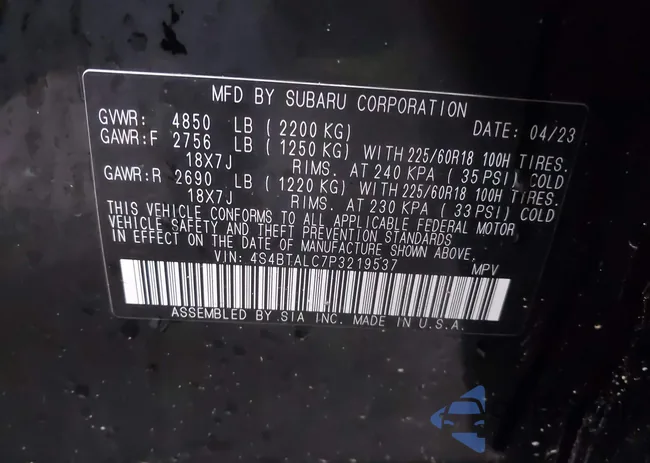 MFD BY SUBARU CORPORATION
GVWR: 4850 LB ( 2200 KG) DATE: 04/23
GAWR:F 2756 LB ( 1250 KG) WITH 225/60R18 100H TIRES.
18X7J RIMS. AT 240 KPA ( 35 PSI) COLD
GAWR:R 2690 LB ( 1220 KG) WITH 225/60R18 100H TIRES.
18X7J RIMS. AT 230 KPA ( 33 PSI) COLD
THIS VEHICLE CONFORMS TO ALL APPLICABLE FEDERAL MOTOR
VEHICLE SAFETY AND THEFT PREVENTION STANDARDS
IN EFFECT ON THE DATE OF MANUFACTURE SHOWN ABOVE,
VIN: 4S4BTALC7P3219537 MPV
ASSEMBLED BY SIA INC. MADE IN U.S.A.